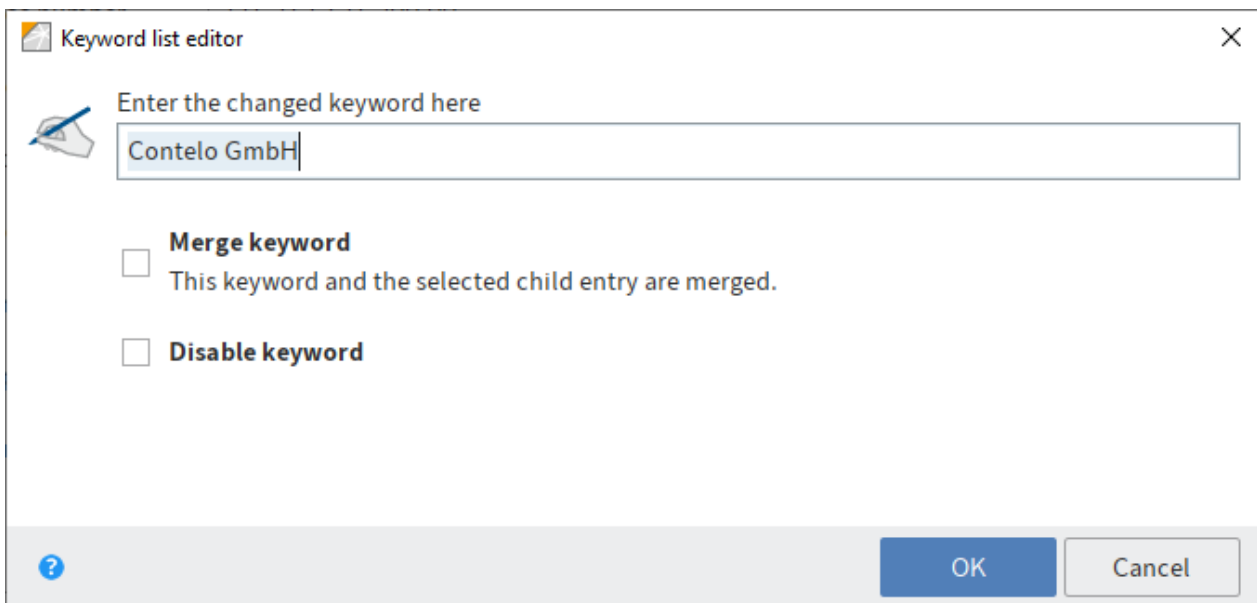 Keyword list editor
Enter the changed keyword here
Contelo GmbH
Merge keyword
This keyword and the selected child entry are merged.
Disable keyword
?
OK
Cancel